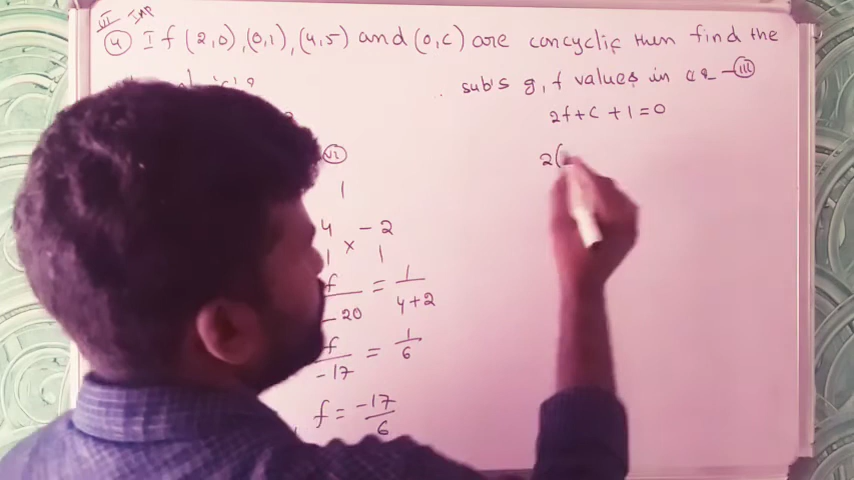 VI IMP
4 If (2,0),(0,1),(4,5) and (0,c) are concyclic then find the
subs g, f values in eq - III
2f+c+1=0
2(
VI
1
4 -2
1 × 1
f/-20 = 1/4+2
f/-17 = 1/6
f = -17/6